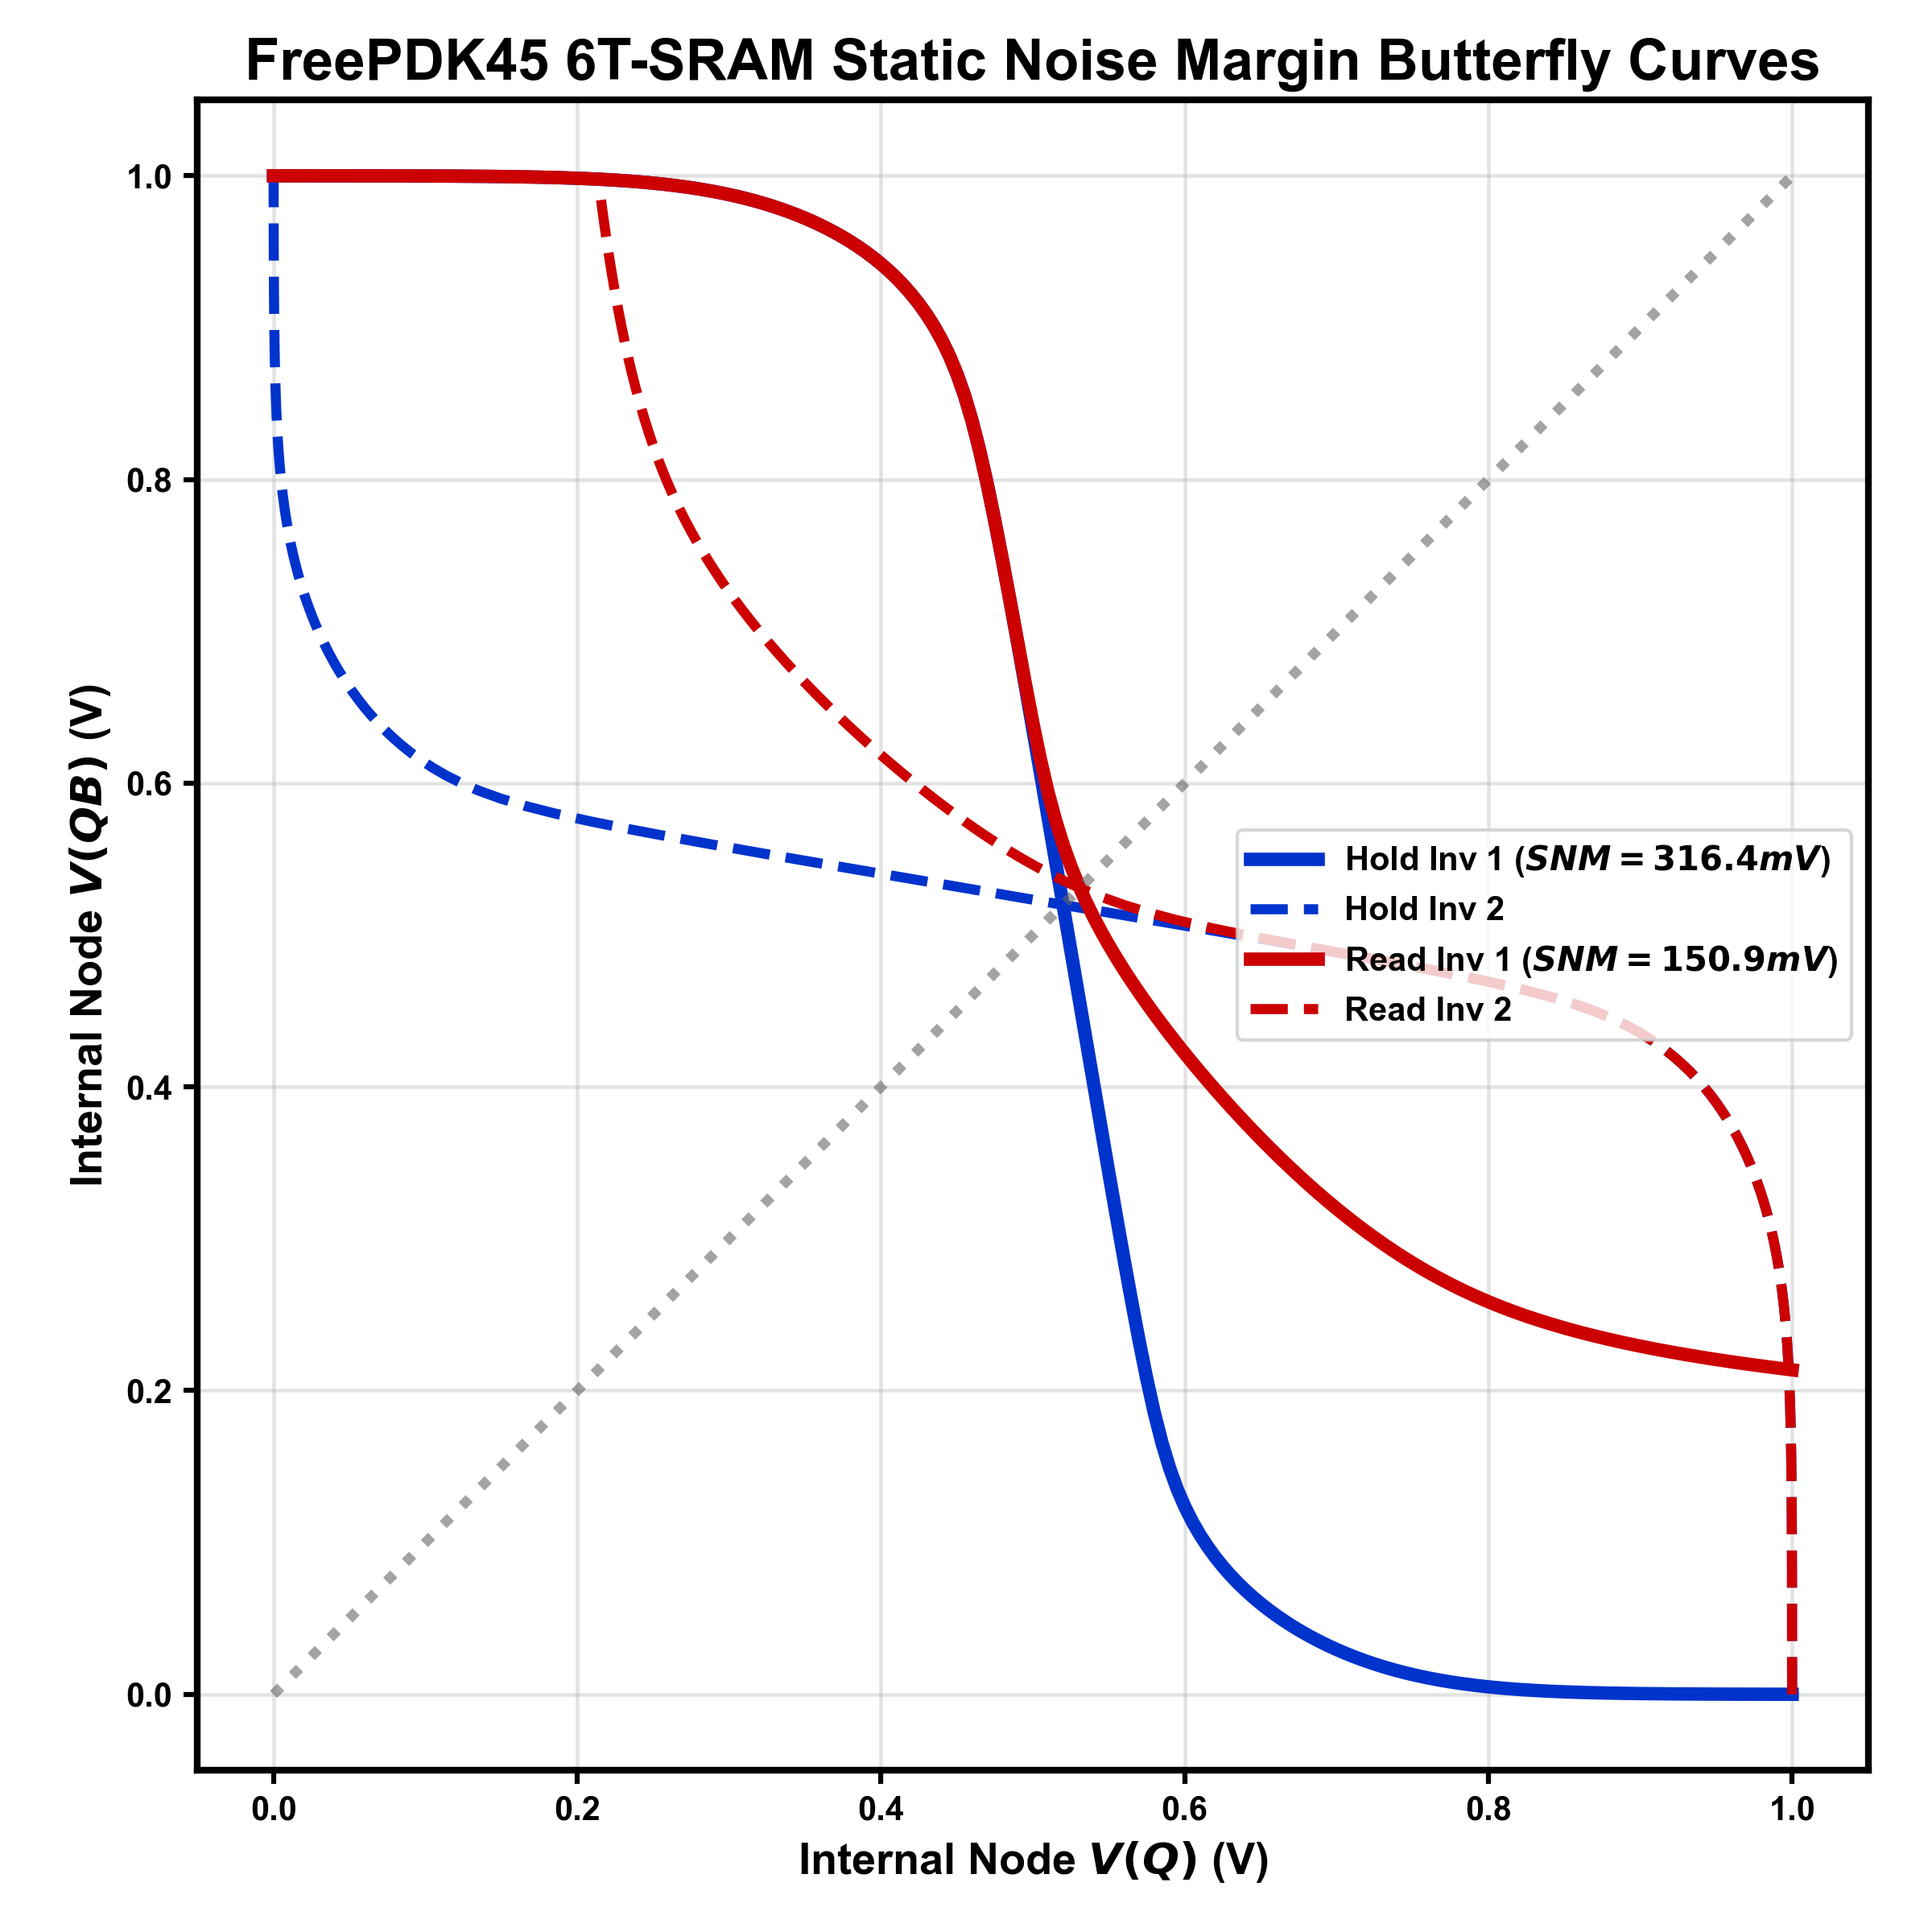 FreePDK45 6T-SRAM Static Noise Margin Butterfly Curves
1.0
0.8
0.6
0.4
0.2
0.0
Internal Node V(QB) (V)
Hold Inv 1 (SNM = 316.4mV)
Hold Inv 2
Read Inv 1 (SNM = 150.9mV)
Read Inv 2
0.0 0.2 0.4 0.6 0.8 1.0
Internal Node V(Q) (V)